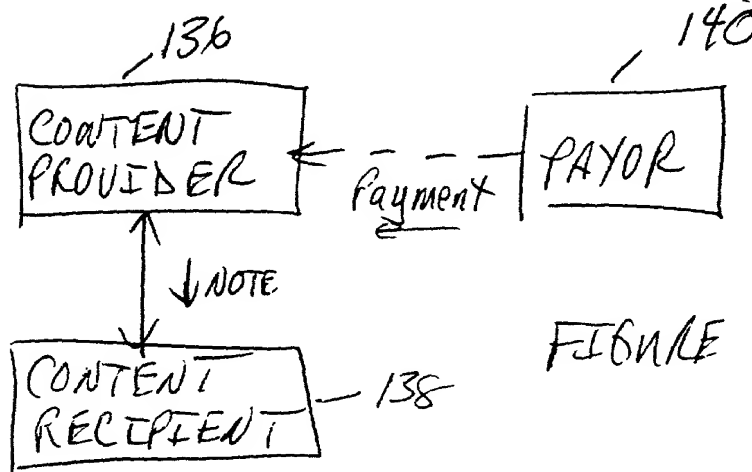 136
140
CONTENT
PROVIDER
PAYOR
Payment
NOTE
CONTENT
RECIPIENT
138
FIGURE